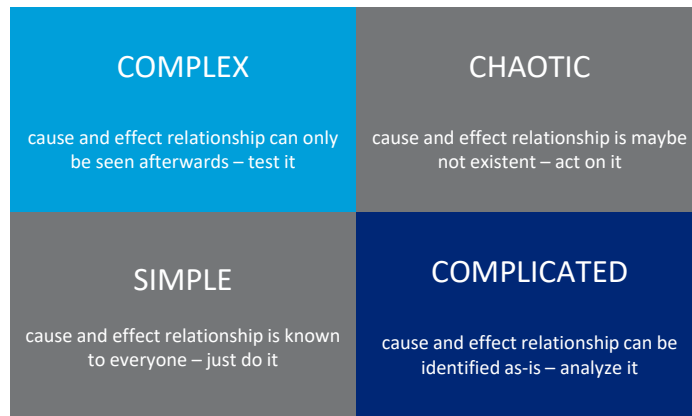 COMPLEX
cause and effect relationship can only
be seen afterwards – test it
CHAOTIC
cause and effect relationship is maybe
not existent – act on it
SIMPLE
cause and effect relationship is known
to everyone – just do it
COMPLICATED
cause and effect relationship can be
identified as-is – analyze it